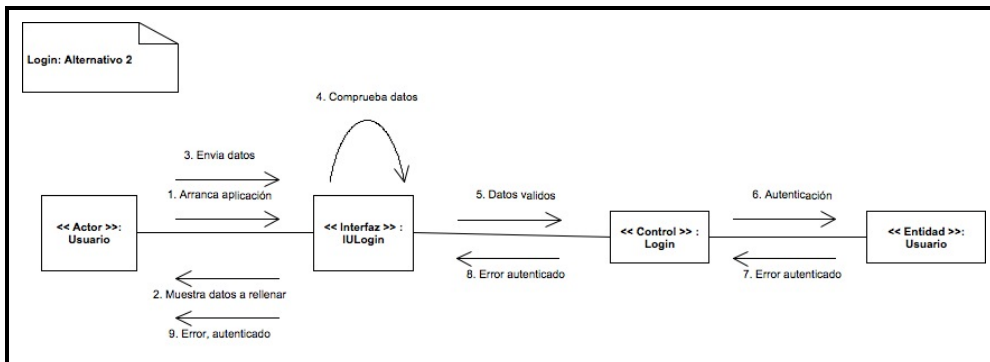 Login: Alternativo 2
4. Comprueba datos
3. Envia datos
1. Arranca aplicación
5. Datos validos
6. Autenticación
<< Actor >>:
Usuario
<< Interfaz >> :
IULogin
<< Control >> :
Login
<< Entidad >>:
Usuario
8. Error autenticado
7. Error autenticado
2. Muestra datos a rellenar
9. Error, autenticado